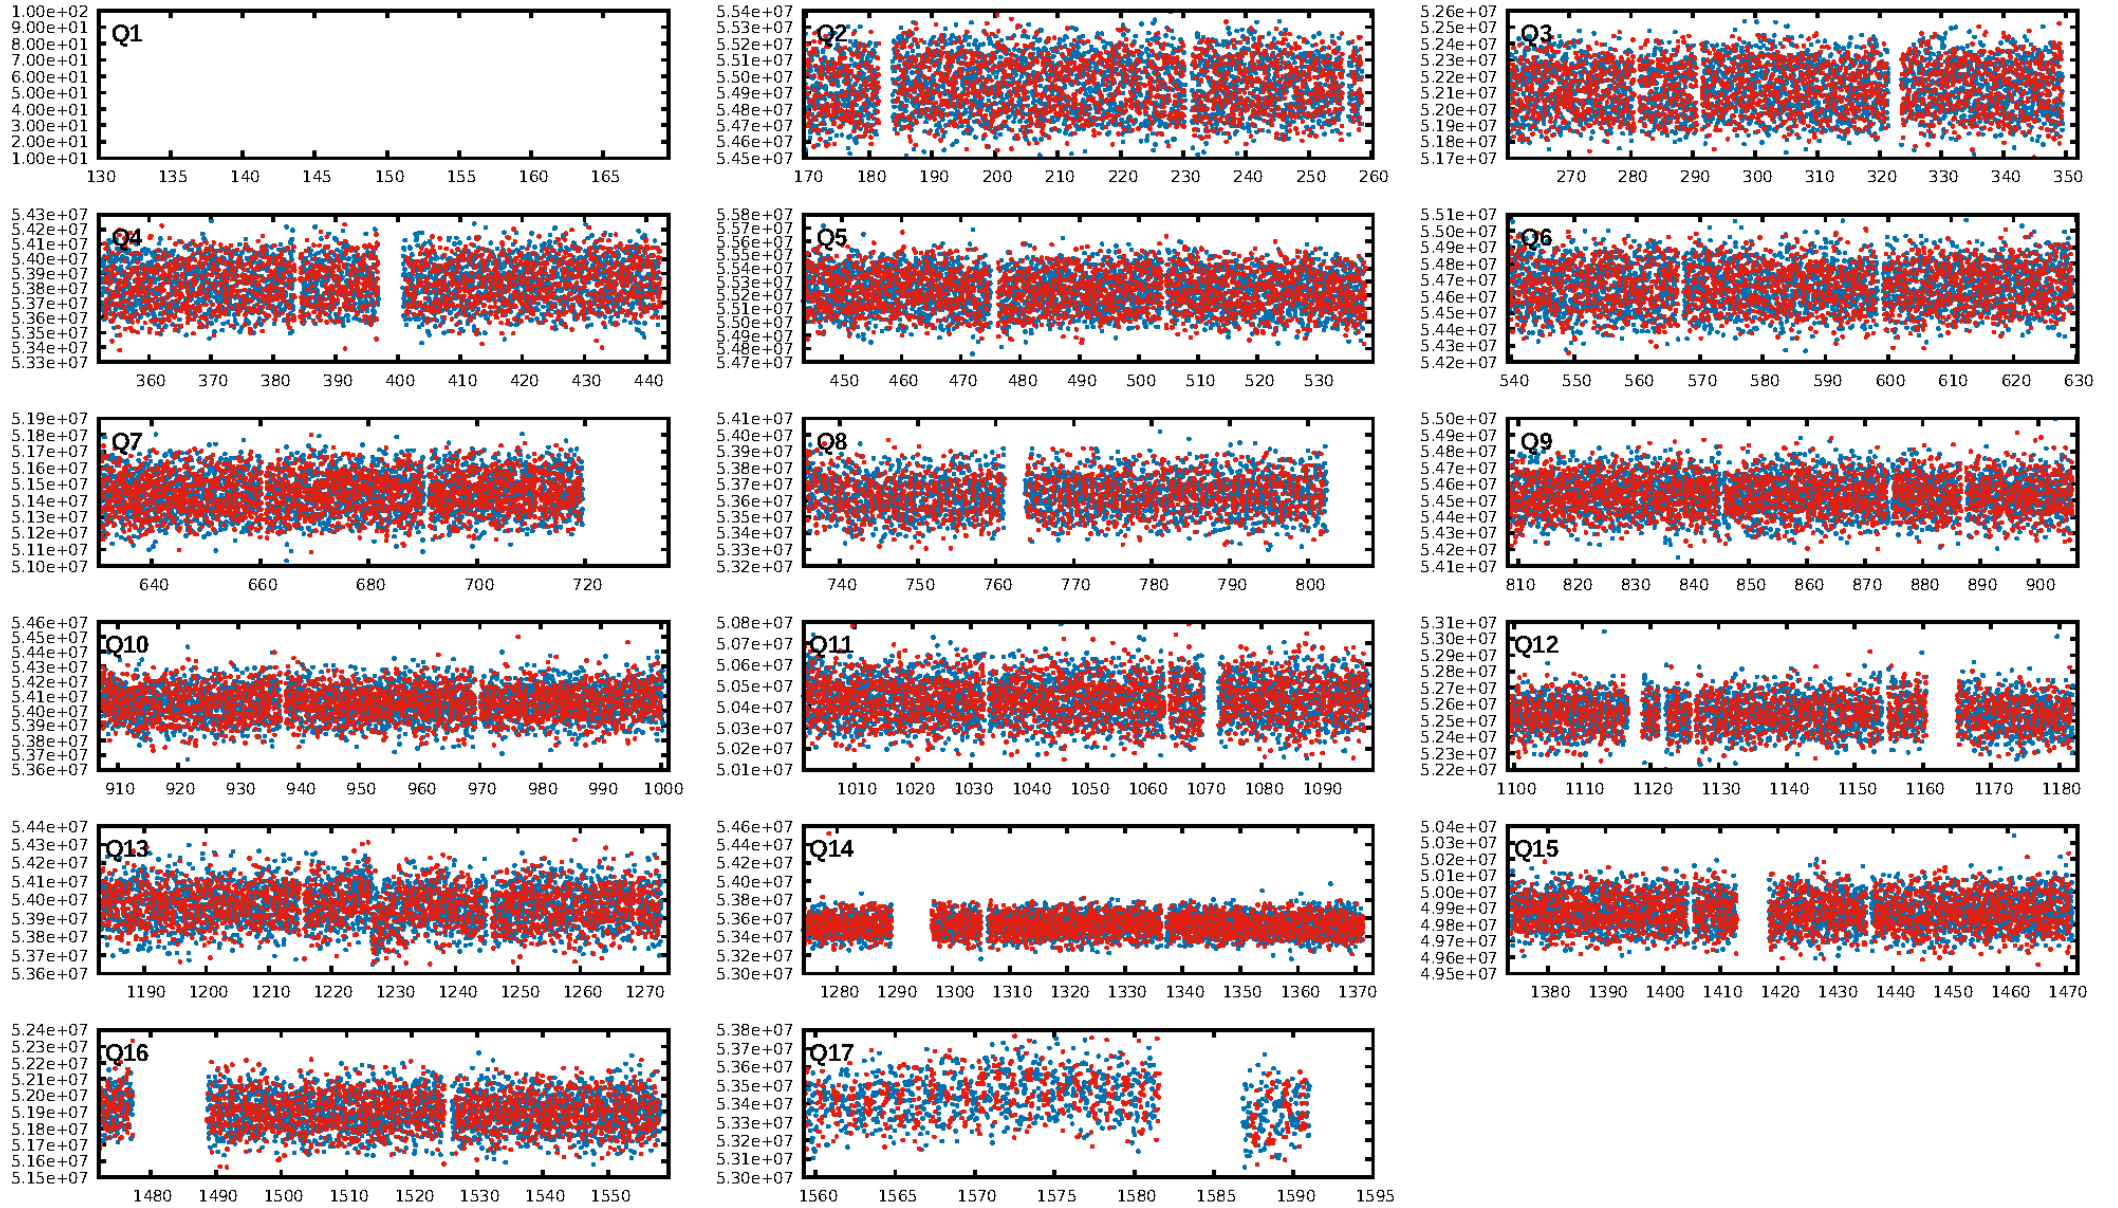 1.00e+02
9.00e+01
8.00e+01
7.00e+01
6.00e+01
5.00e+01
4.00e+01
3.00e+01
2.00e+01
1.00e+01
Q1
130 135 140 145 150 155 160 165
5.54e+07
5.53e+07
5.52e+07
5.51e+07
5.50e+07
5.49e+07
5.48e+07
5.47e+07
5.46e+07
5.45e+07
Q2
170 180 190 200 210 220 230 240 250 260
5.26e+07
5.25e+07
5.24e+07
5.23e+07
5.22e+07
5.21e+07
5.20e+07
5.19e+07
5.18e+07
5.17e+07
Q3
270 280 290 300 310 320 330 340 350
5.43e+07
5.42e+07
5.41e+07
5.40e+07
5.39e+07
5.38e+07
5.37e+07
5.36e+07
5.35e+07
5.34e+07
5.33e+07
Q4
360 370 380 390 400 410 420 430 440
5.58e+07
5.57e+07
5.56e+07
5.55e+07
5.54e+07
5.53e+07
5.52e+07
5.51e+07
5.50e+07
5.49e+07
5.48e+07
5.47e+07
Q5
450 460 470 480 490 500 510 520 530
5.51e+07
5.50e+07
5.49e+07
5.48e+07
5.47e+07
5.46e+07
5.45e+07
5.44e+07
5.43e+07
5.42e+07
Q6
540 550 560 570 580 590 600 610 620 630
5.19e+07
5.18e+07
5.17e+07
5.16e+07
5.15e+07
5.14e+07
5.13e+07
5.12e+07
5.11e+07
5.10e+07
Q7
640 660 680 700 720
5.41e+07
5.40e+07
5.39e+07
5.38e+07
5.37e+07
5.36e+07
5.35e+07
5.34e+07
5.33e+07
5.32e+07
Q8
740 750 760 770 780 790 800
5.50e+07
5.49e+07
5.48e+07
5.47e+07
5.46e+07
5.45e+07
5.44e+07
5.43e+07
5.42e+07
5.41e+07
Q9
810 820 830 840 850 860 870 880 890 900
5.46e+07
5.45e+07
5.44e+07
5.43e+07
5.42e+07
5.41e+07
5.40e+07
5.39e+07
5.38e+07
5.37e+07
5.36e+07
Q10
910 920 930 940 950 960 970 980 990 1000
5.08e+07
5.07e+07
5.06e+07
5.05e+07
5.04e+07
5.03e+07
5.02e+07
5.01e+07
Q11
1010 1020 1030 1040 1050 1060 1070 1080 1090
5.31e+07
5.30e+07
5.29e+07
5.28e+07
5.27e+07
5.26e+07
5.25e+07
5.24e+07
5.23e+07
5.22e+07
Q12
1100 1110 1120 1130 1140 1150 1160 1170 1180
5.44e+07
5.43e+07
5.42e+07
5.41e+07
5.40e+07
5.39e+07
5.38e+07
5.37e+07
5.36e+07
Q13
1190 1200 1210 1220 1230 1240 1250 1260 1270
5.46e+07
5.44e+07
5.42e+07
5.40e+07
5.38e+07
5.36e+07
5.34e+07
5.32e+07
5.30e+07
Q14
1280 1290 1300 1310 1320 1330 1340 1350 1360 1370
5.04e+07
5.03e+07
5.02e+07
5.01e+07
5.00e+07
4.99e+07
4.98e+07
4.97e+07
4.96e+07
4.95e+07
Q15
1380 1390 1400 1410 1420 1430 1440 1450 1460 1470
5.24e+07
5.23e+07
5.22e+07
5.21e+07
5.20e+07
5.19e+07
5.18e+07
5.17e+07
5.16e+07
5.15e+07
Q16
1480 1490 1500 1510 1520 1530 1540 1550
5.38e+07
5.37e+07
5.36e+07
5.35e+07
5.34e+07
5.33e+07
5.32e+07
5.31e+07
5.30e+07
Q17
1560 1565 1570 1575 1580 1585 1590 1595